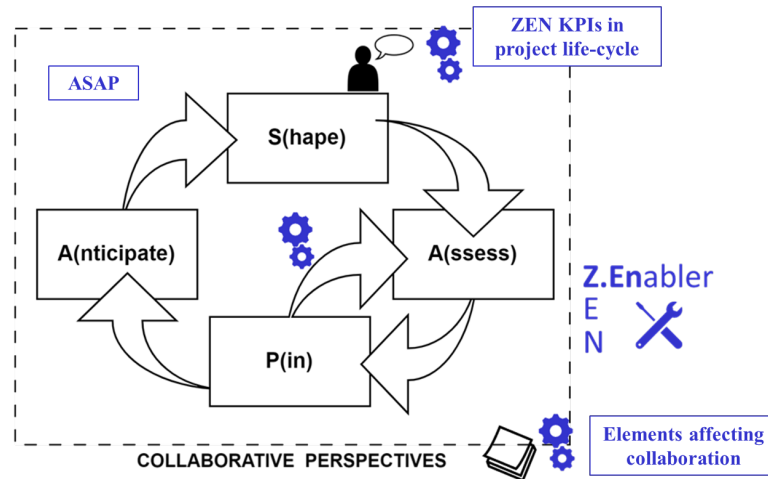 ZEN KPIs in
project life-cycle
ASAP
S(hape)
A(nticipate)
A(ssess)
P(in)
Z.Enabler
E
N
Elements affecting
collaboration
COLLABORATIVE PERSPECTIVES